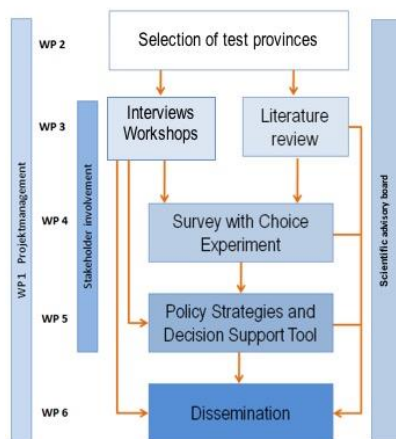 WP 2
Selection of test provinces
WP 3
Interviews
Workshops
Literature
review
WP 4
Survey with Choice
Experiment
WP 5
Policy Strategies and
Decision Support Tool
WP 6
Dissemination
WP 1 Projektmanagement
Stakeholder involvement
Scientific advisory board